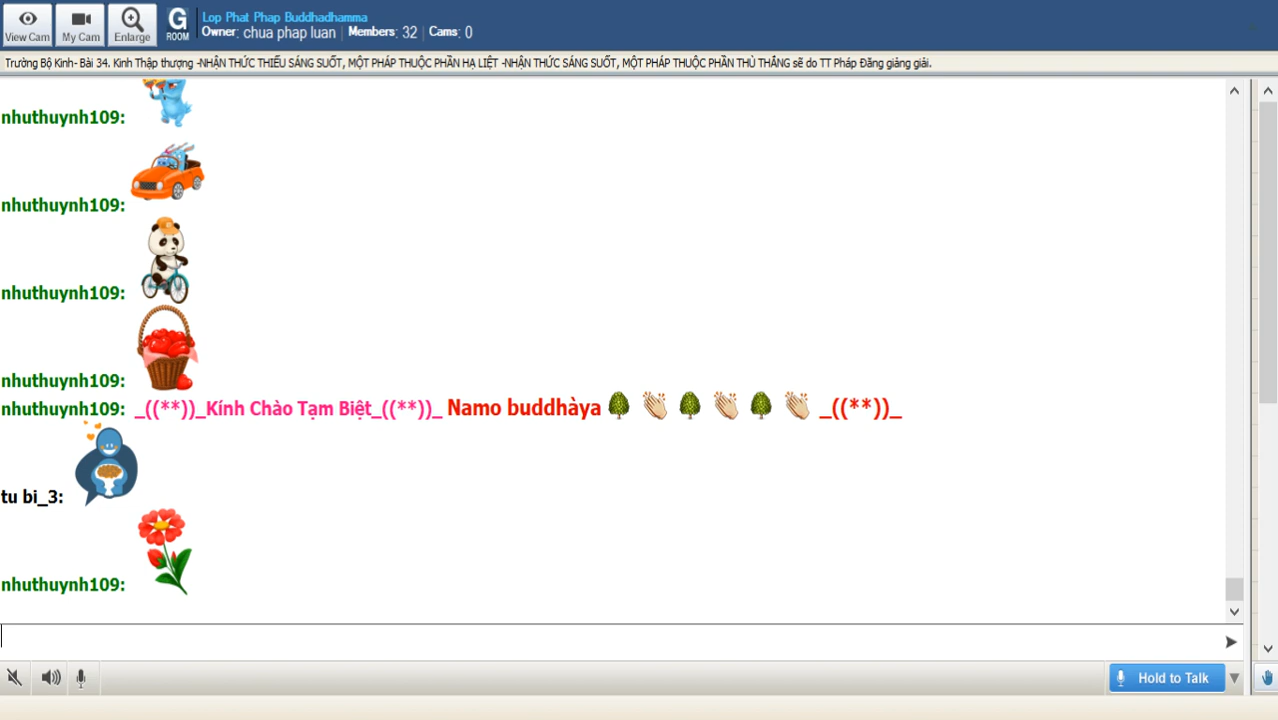 View Cam
My Cam
Enlarge
G
ROOM
Lop Phat Phap Buddhadhamma
Owner: chua phap luan | Members: 32 | Cams: 0
Trường Bộ Kinh- Bài 34. Kinh Thập thượng -NHẬN THỨC THIẾU SÁNG SUỐT, MỘT PHÁP THUỘC PHẦN HẠ LIỆT -NHẬN THỨC SÁNG SUỐT, MỘT PHÁP THUỘC PHẦN THÙ THẮNG sẽ do TT Pháp Đăng giảng giải.
nhuthuynh109:
nhuthuynh109:
nhuthuynh109:
nhuthuynh109:
nhuthuynh109: _((**))_Kính Chào Tạm Biệt_((**))_ Namo buddhàya _((**))_
tu bi_3:
nhuthuynh109:
Hold to Talk